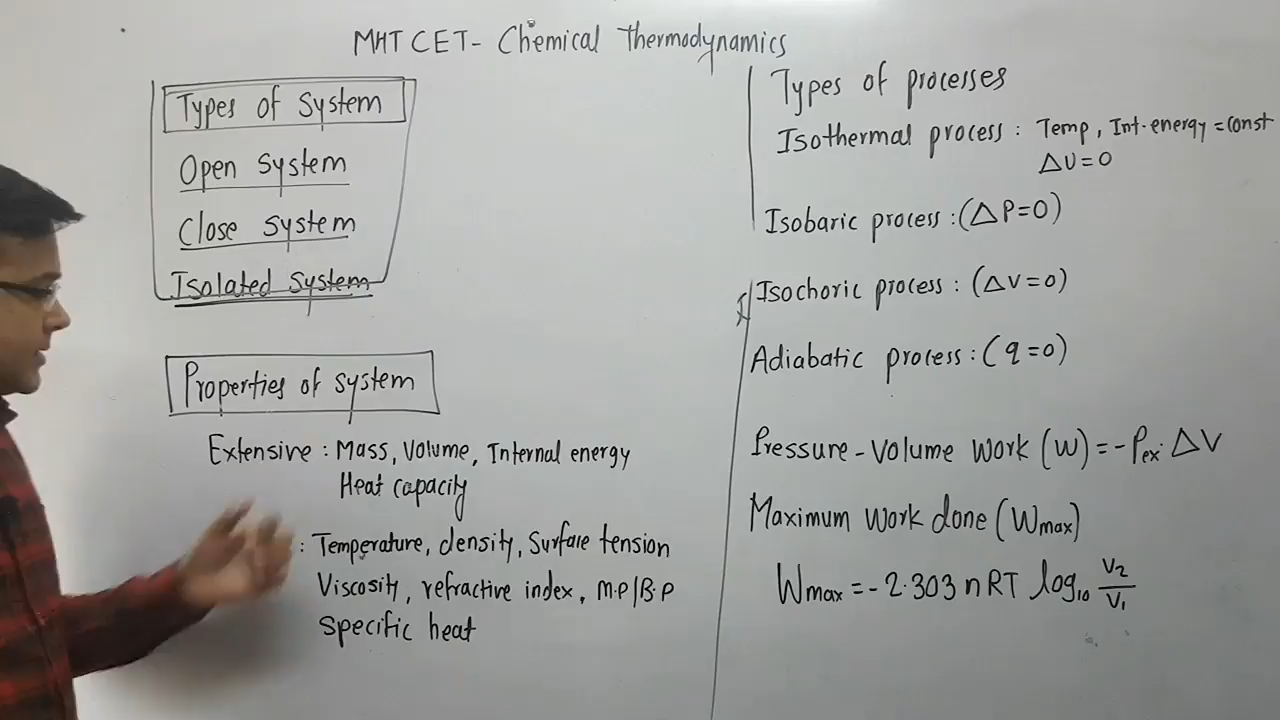 MHT CET - Chemical Thermodynamics
Types of System
Open System
Close System
Isolated System
Properties of system
Extensive : Mass, Volume, Internal energy
Heat capacity
: Temperature, density, Surface tension
Viscosity, refractive index, M.P/B.P
Specific heat
Types of processes
Isothermal process : Temp, Int. energy = const
ΔU = 0
Isobaric process : (ΔP = 0)
Isochoric process : (ΔV = 0)
Adiabatic process : (q = 0)
Pressure - Volume Work (W) = - Pex. ΔV
Maximum Work done (Wmax)
Wmax = - 2.303 nRT log₁₀ V₂/V₁